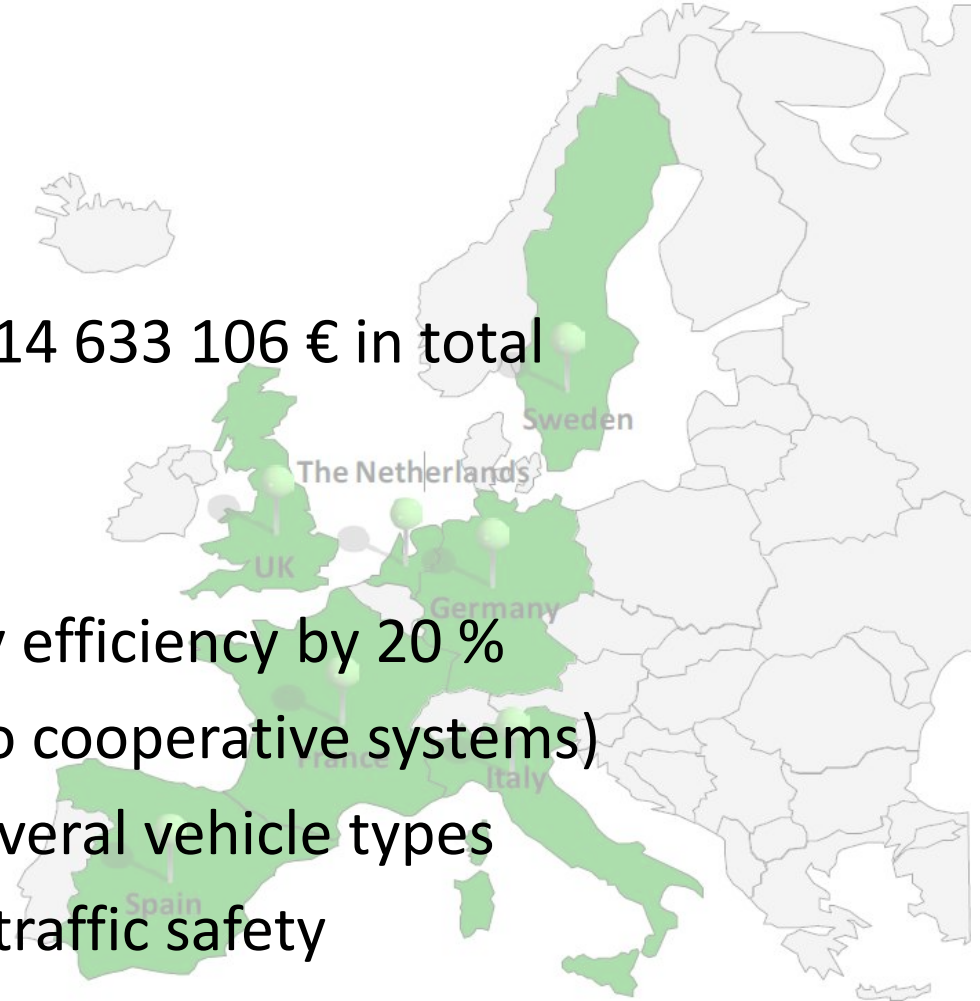 14 633 106 € in total
Sweden
The Netherlands
UK
Germany
efficiency by 20 %
cooperative systems)
France
Italy
veral vehicle types
Spain
traffic safety